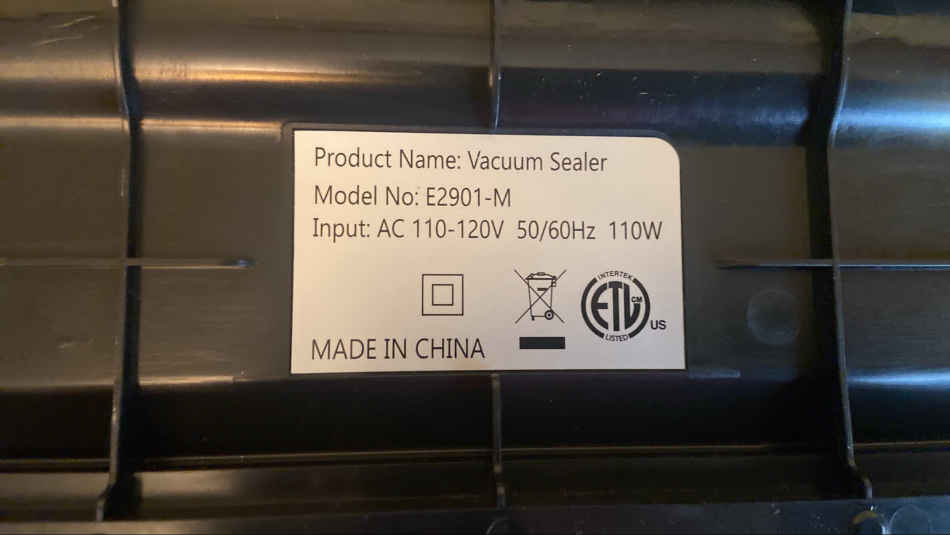 Product Name: Vacuum Sealer
Model No: E2901-M
Input: AC 110-120V 50/60Hz 110W
INTERTEK
ETL CM
US
LISTED
MADE IN CHINA